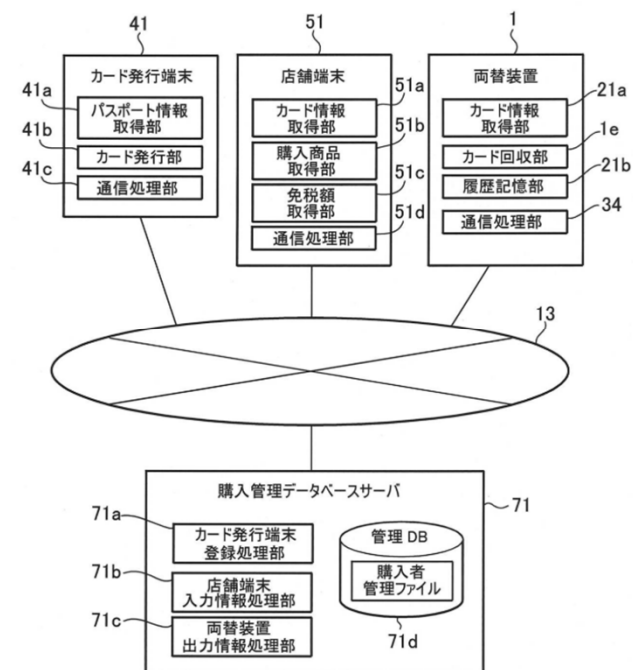 41
カード発行端末
41a
パスポート情報
取得部
41b
カード発行部
41c
通信処理部
51
店舗端末
カード情報
取得部
51a
購入商品
取得部
51b
免税額
取得部
51c
通信処理部
51d
1
両替装置
カード情報
取得部
21a
カード回収部
1e
履歴記憶部
21b
通信処理部
34
13
購入管理データベースサーバ
71
71a
カード発行端末
登録処理部
71b
店舗端末
入力情報処理部
71c
両替装置
出力情報処理部
管理 DB
購入者
管理ファイル
71d